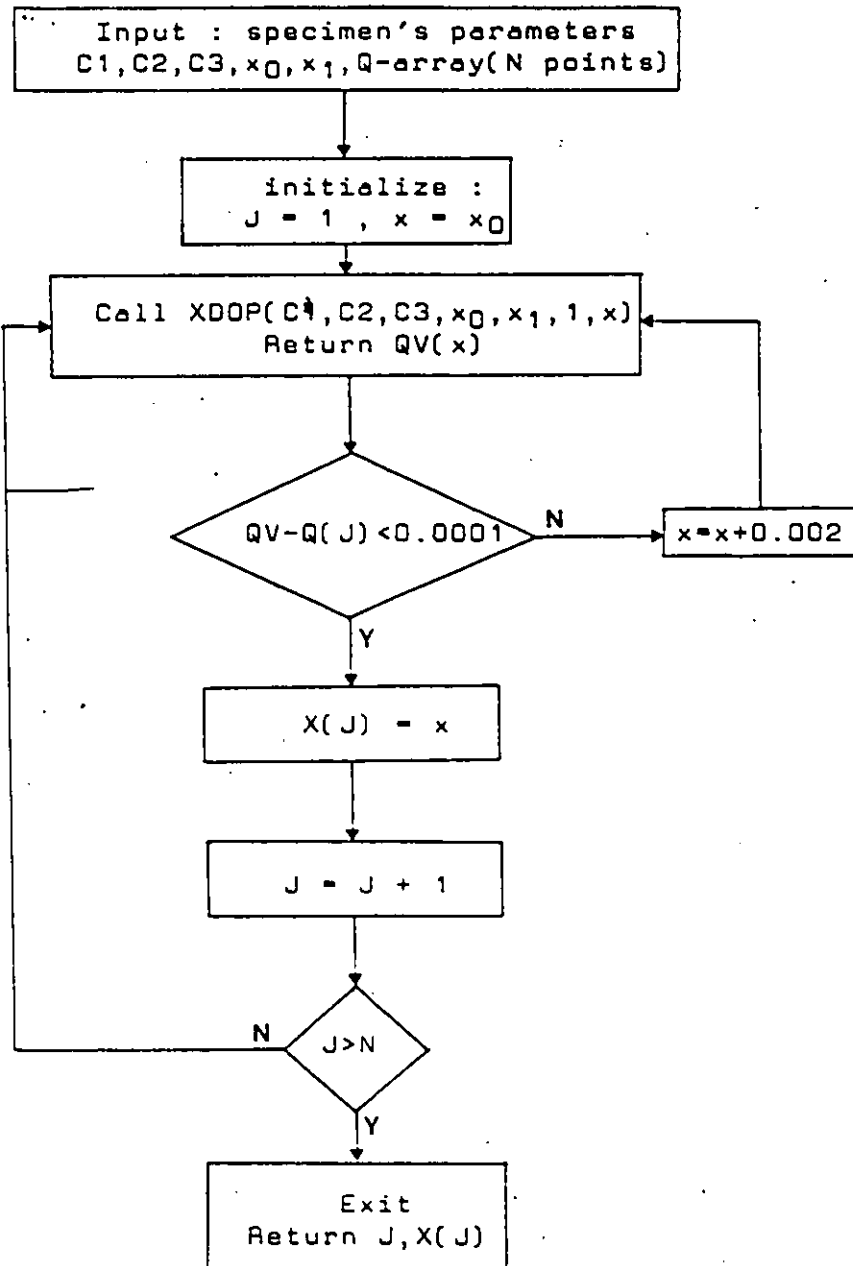 Input : specimen's parameters
C1,C2,C3,x0,x1,Q-array(N points)
initialize :
J = 1 , x = x0
Call XDOP(C1,C2,C3,x0,x1,1,x)
Return QV(x)
QV-Q(J)<0.0001
N
x=x+0.002
Y
X(J) = x
J = J + 1
N
J>N
Y
Exit
Return J,X(J)